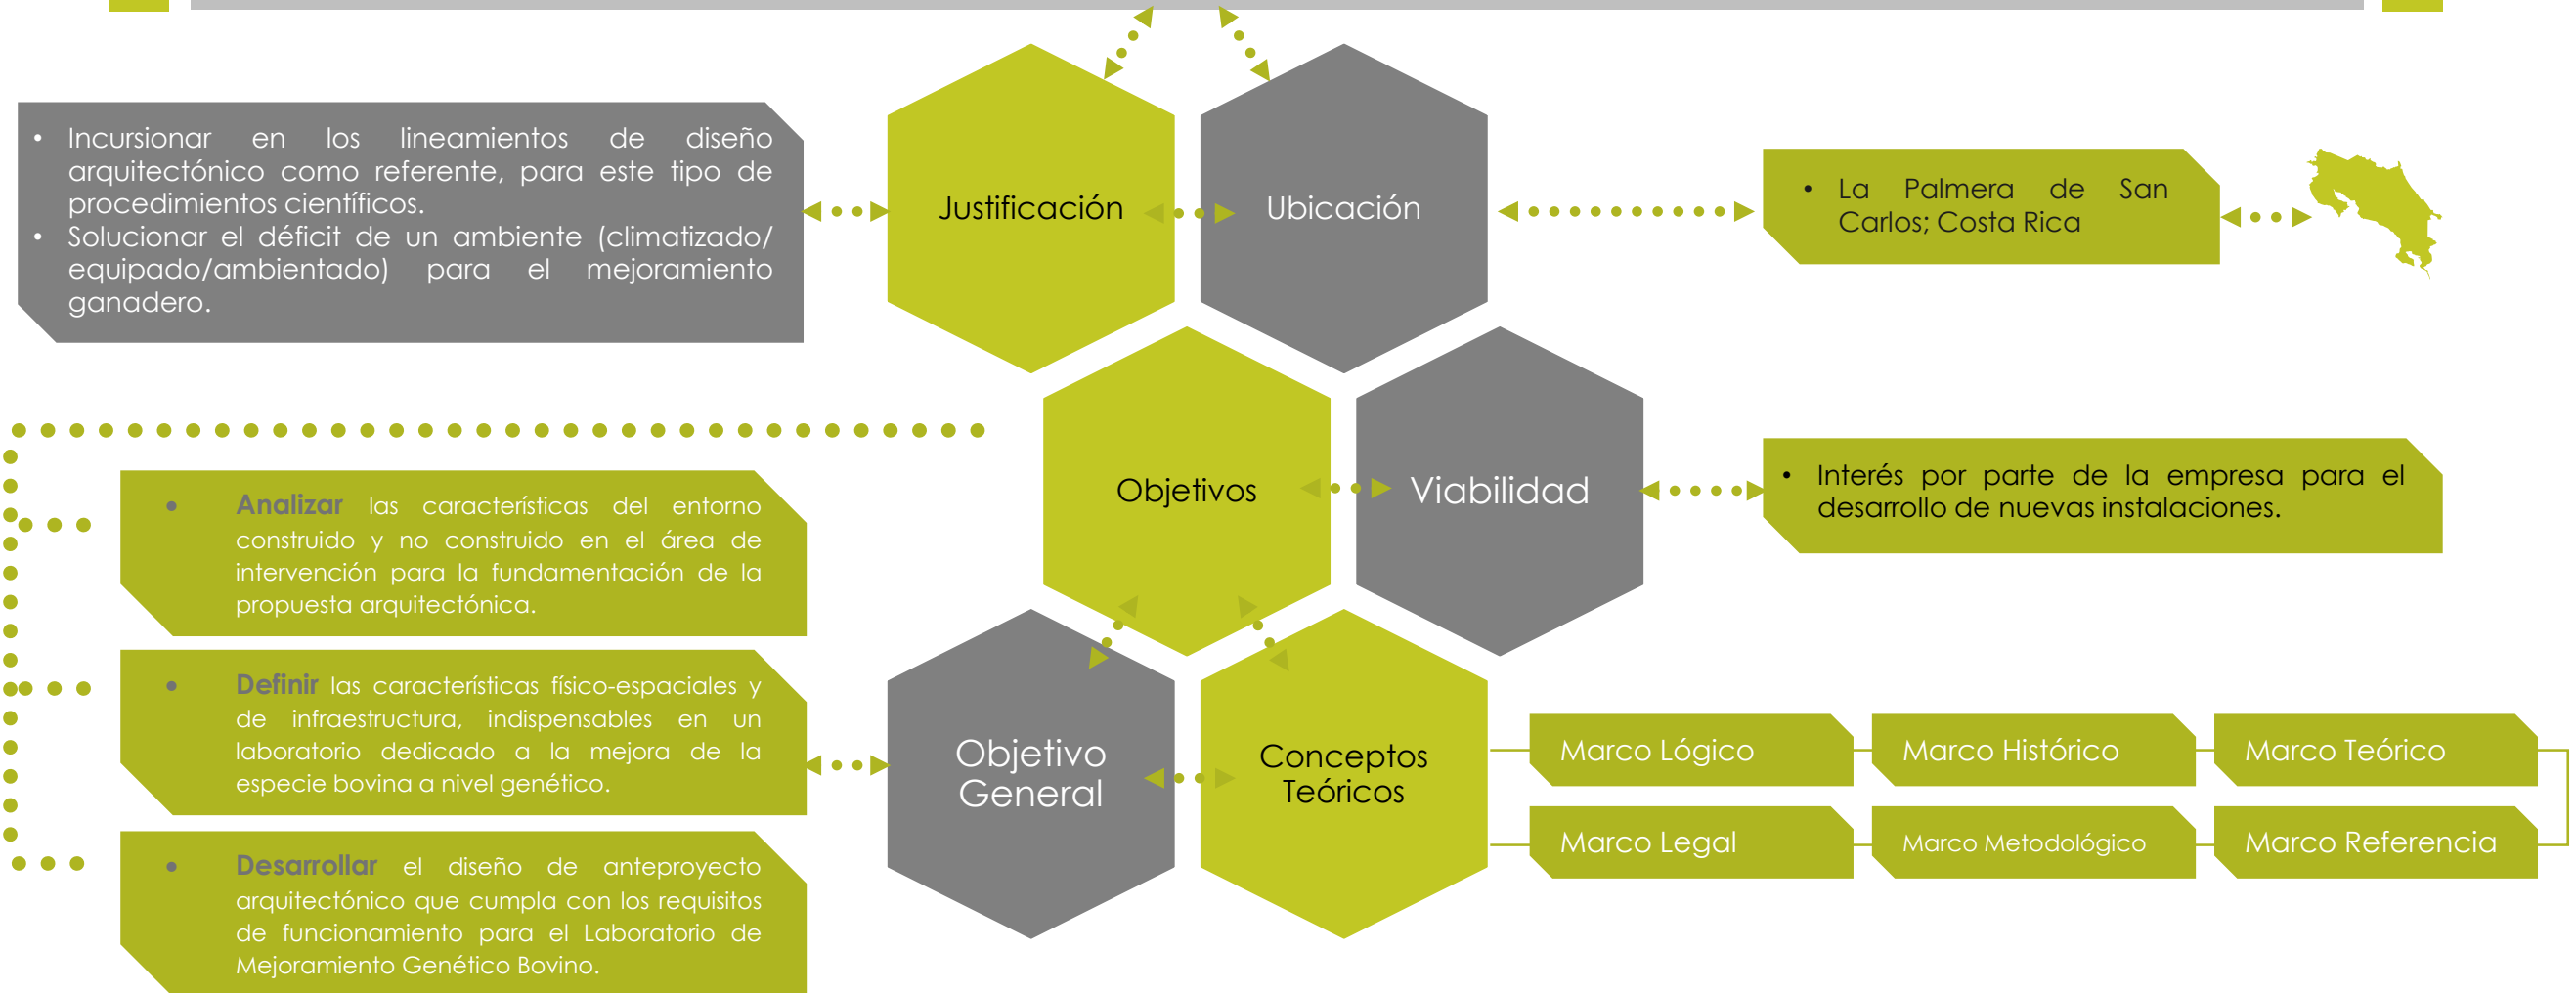 • Incursionar en los lineamientos de diseño
arquitectónico como referente, para este tipo de
procedimientos científicos.
• Solucionar el déficit de un ambiente (climatizado/
equipado/ambientado) para el mejoramiento
ganadero.
Justificación
Ubicación
• La Palmera de San
Carlos; Costa Rica
Objetivos
Viabilidad
• Interés por parte de la empresa para el
desarrollo de nuevas instalaciones.
• Analizar las características del entorno
construido y no construido en el área de
intervención para la fundamentación de la
propuesta arquitectónica.
• Definir las características físico-espaciales y
de infraestructura, indispensables en un
laboratorio dedicado a la mejora de la
especie bovina a nivel genético.
• Desarrollar el diseño de anteproyecto
arquitectónico que cumpla con los requisitos
de funcionamiento para el Laboratorio de
Mejoramiento Genético Bovino.
Objetivo
General
Conceptos
Teóricos
Marco Lógico
Marco Histórico
Marco Teórico
Marco Legal
Marco Metodológico
Marco Referencia